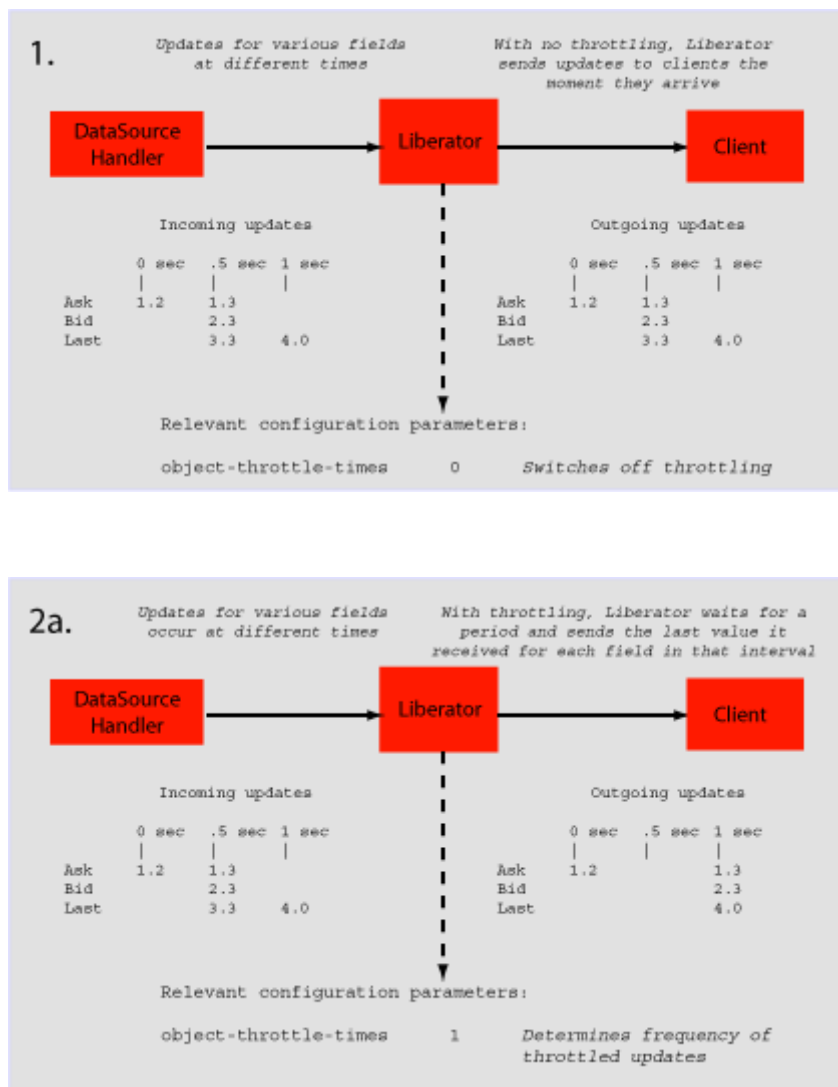 1.
Updates for various fields
at different times
With no throttling, Liberator
sends updates to clients the
moment they arrive
DataSource
Handler
Liberator
Client
Incoming updates
0 sec .5 sec 1 sec
Ask 1.2 1.3
Bid 2.3
Last 3.3 4.0
Outgoing updates
0 sec .5 sec 1 sec
Ask 1.2 1.3
Bid 2.3
Last 3.3 4.0
Relevant configuration parameters:
object-throttle-times 0 Switches off throttling
2a.
Updates for various fields
occur at different times
With throttling, Liberator waits for a
period and sends the last value it
received for each field in that interval
DataSource
Handler
Liberator
Client
Incoming updates
0 sec .5 sec 1 sec
Ask 1.2 1.3
Bid 2.3
Last 3.3 4.0
Outgoing updates
0 sec .5 sec 1 sec
Ask 1.2 1.3
Bid 2.3
Last 4.0
Relevant configuration parameters:
object-throttle-times 1 Determines frequency of
throttled updates